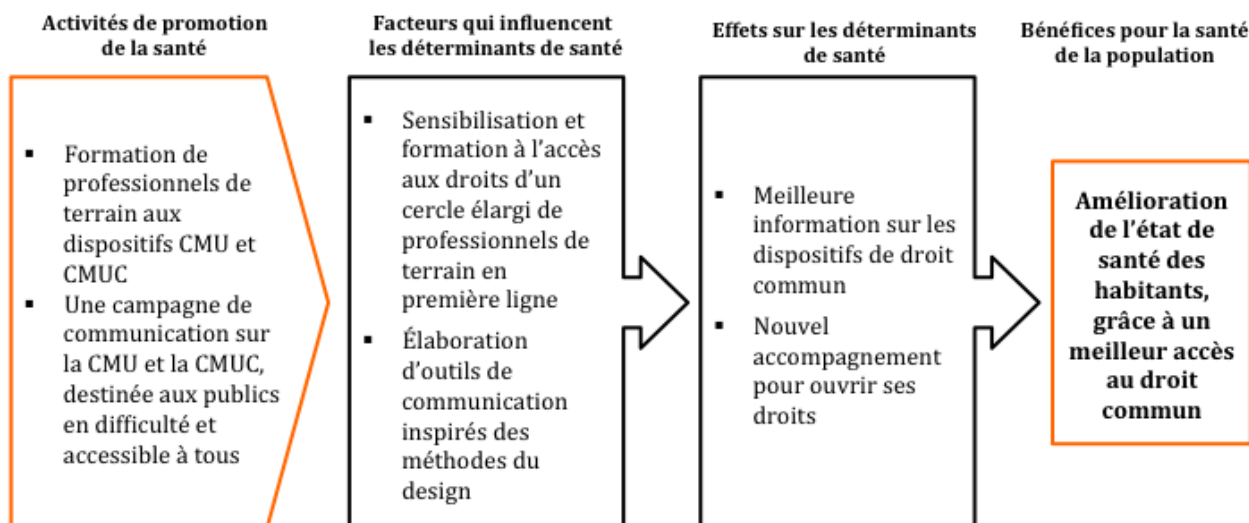 Activités de promotion
de la santé
Facteurs qui influencent
les déterminants de santé
Effets sur les déterminants
de santé
Bénéfices pour la santé
de la population
▪ Formation de
professionnels de
terrain aux
dispositifs CMU et
CMUC
▪ Une campagne de
communication sur
la CMU et la CMUC,
destinée aux publics
en difficulté et
accessible à tous
▪ Sensibilisation et
formation à l'accès
aux droits d'un
cercle élargi de
professionnels de
terrain en
première ligne
▪ Élaboration
d'outils de
communication
inspirés des
méthodes du
design
▪ Meilleure
information sur les
dispositifs de droit
commun
▪ Nouvel
accompagnement
pour ouvrir ses
droits
Amélioration
de l'état de
santé des
habitants,
grâce à un
meilleur accès
au droit
commun